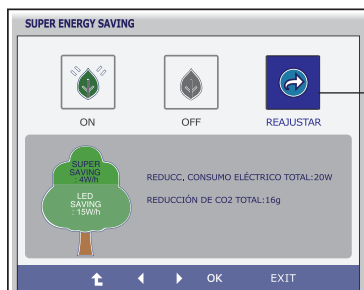 SUPER ENERGY SAVING
ON OFF REAJUSTAR
SUPER
SAVING
: 4W/h
LED
SAVING
: 15W/h
REDUCC, CONSUMO ELÉCTRICO TOTAL:20W
REDUCCIÓN DE CO2 TOTAL:16g
OK EXIT